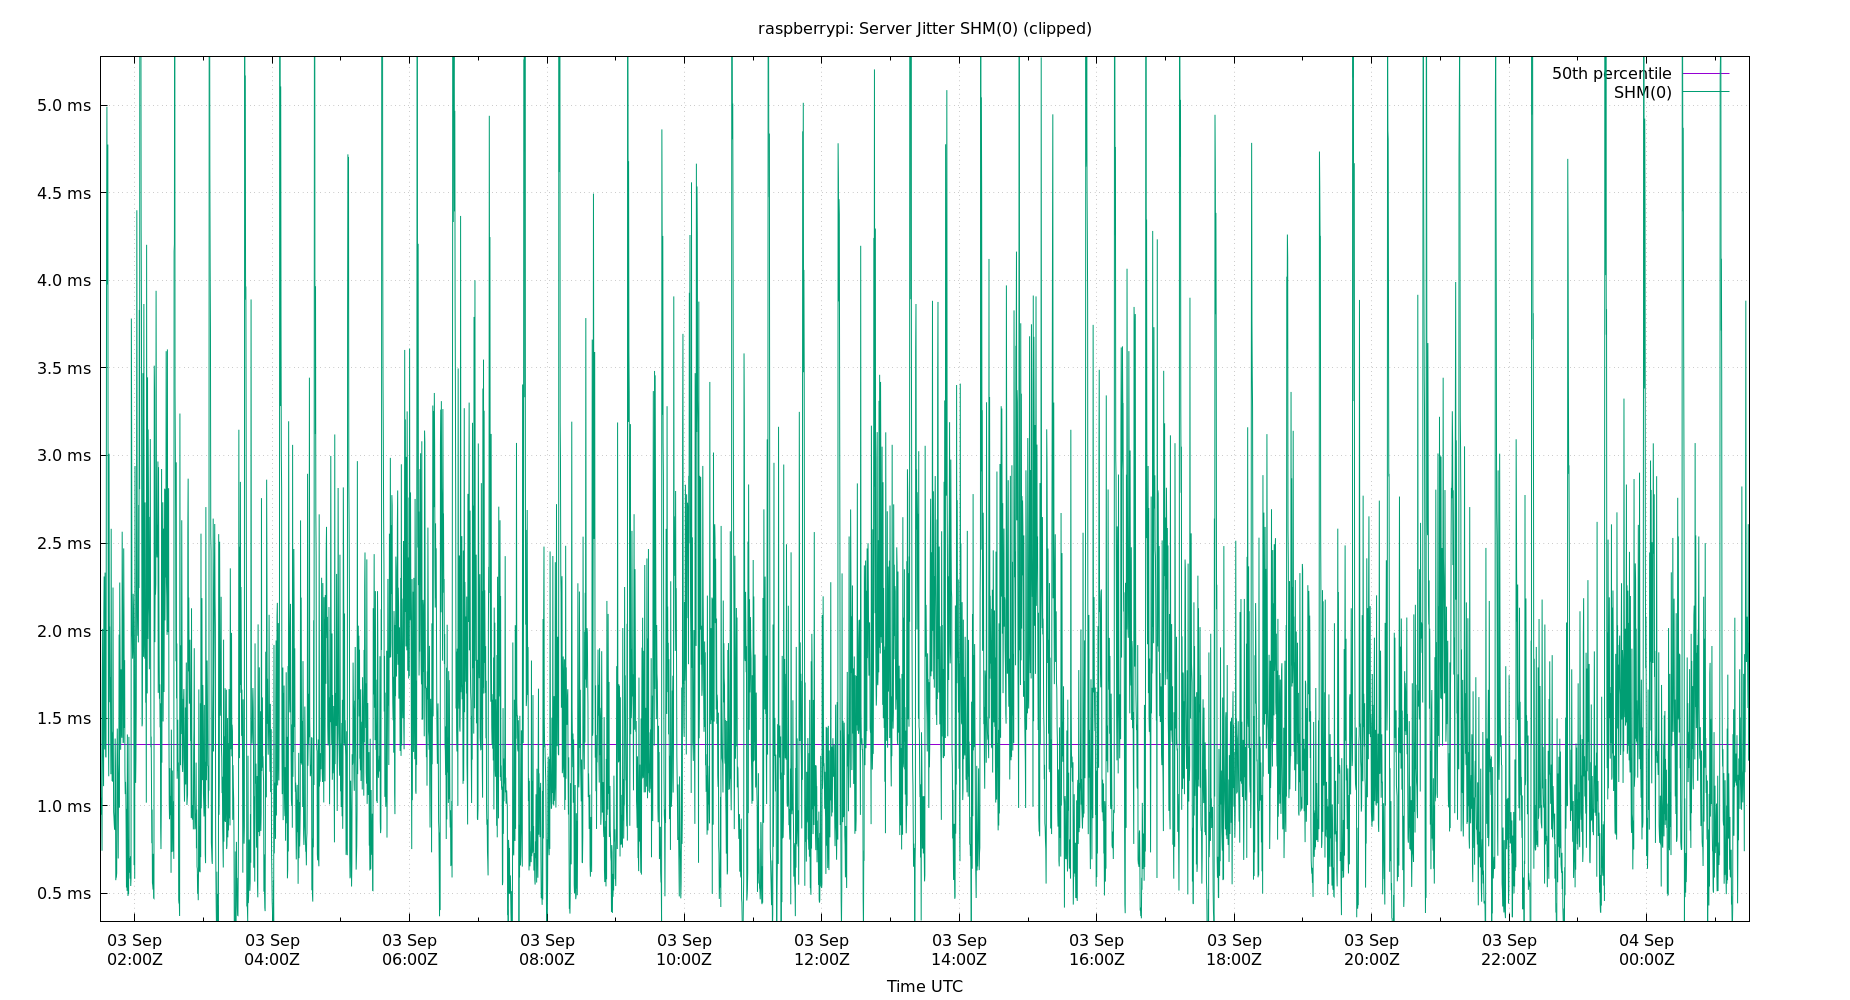 raspberrypi: Server Jitter SHM(0) (clipped)
50th percentile
SHM(0)
5.0 ms
4.5 ms
4.0 ms
3.5 ms
3.0 ms
2.5 ms
2.0 ms
1.5 ms
1.0 ms
0.5 ms
03 Sep 03 Sep 03 Sep 03 Sep 03 Sep 03 Sep 03 Sep 03 Sep 03 Sep 03 Sep 03 Sep 04 Sep
02:00Z 04:00Z 06:00Z 08:00Z 10:00Z 12:00Z 14:00Z 16:00Z 18:00Z 20:00Z 22:00Z 00:00Z
Time UTC